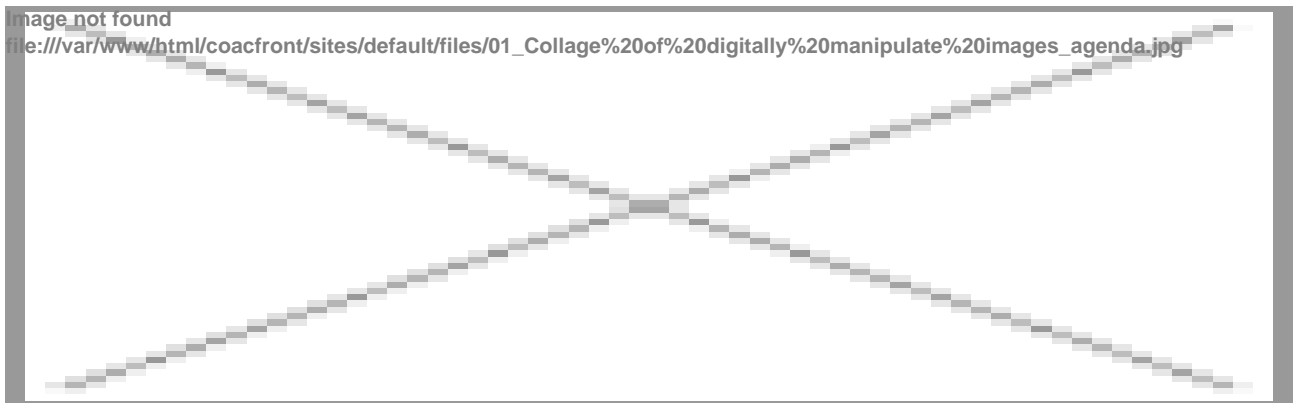 Image not found
file:///var/www/html/coacfront/sites/default/files/01_Collage%20of%20digitally%20manipulate%20images_agenda.jpg